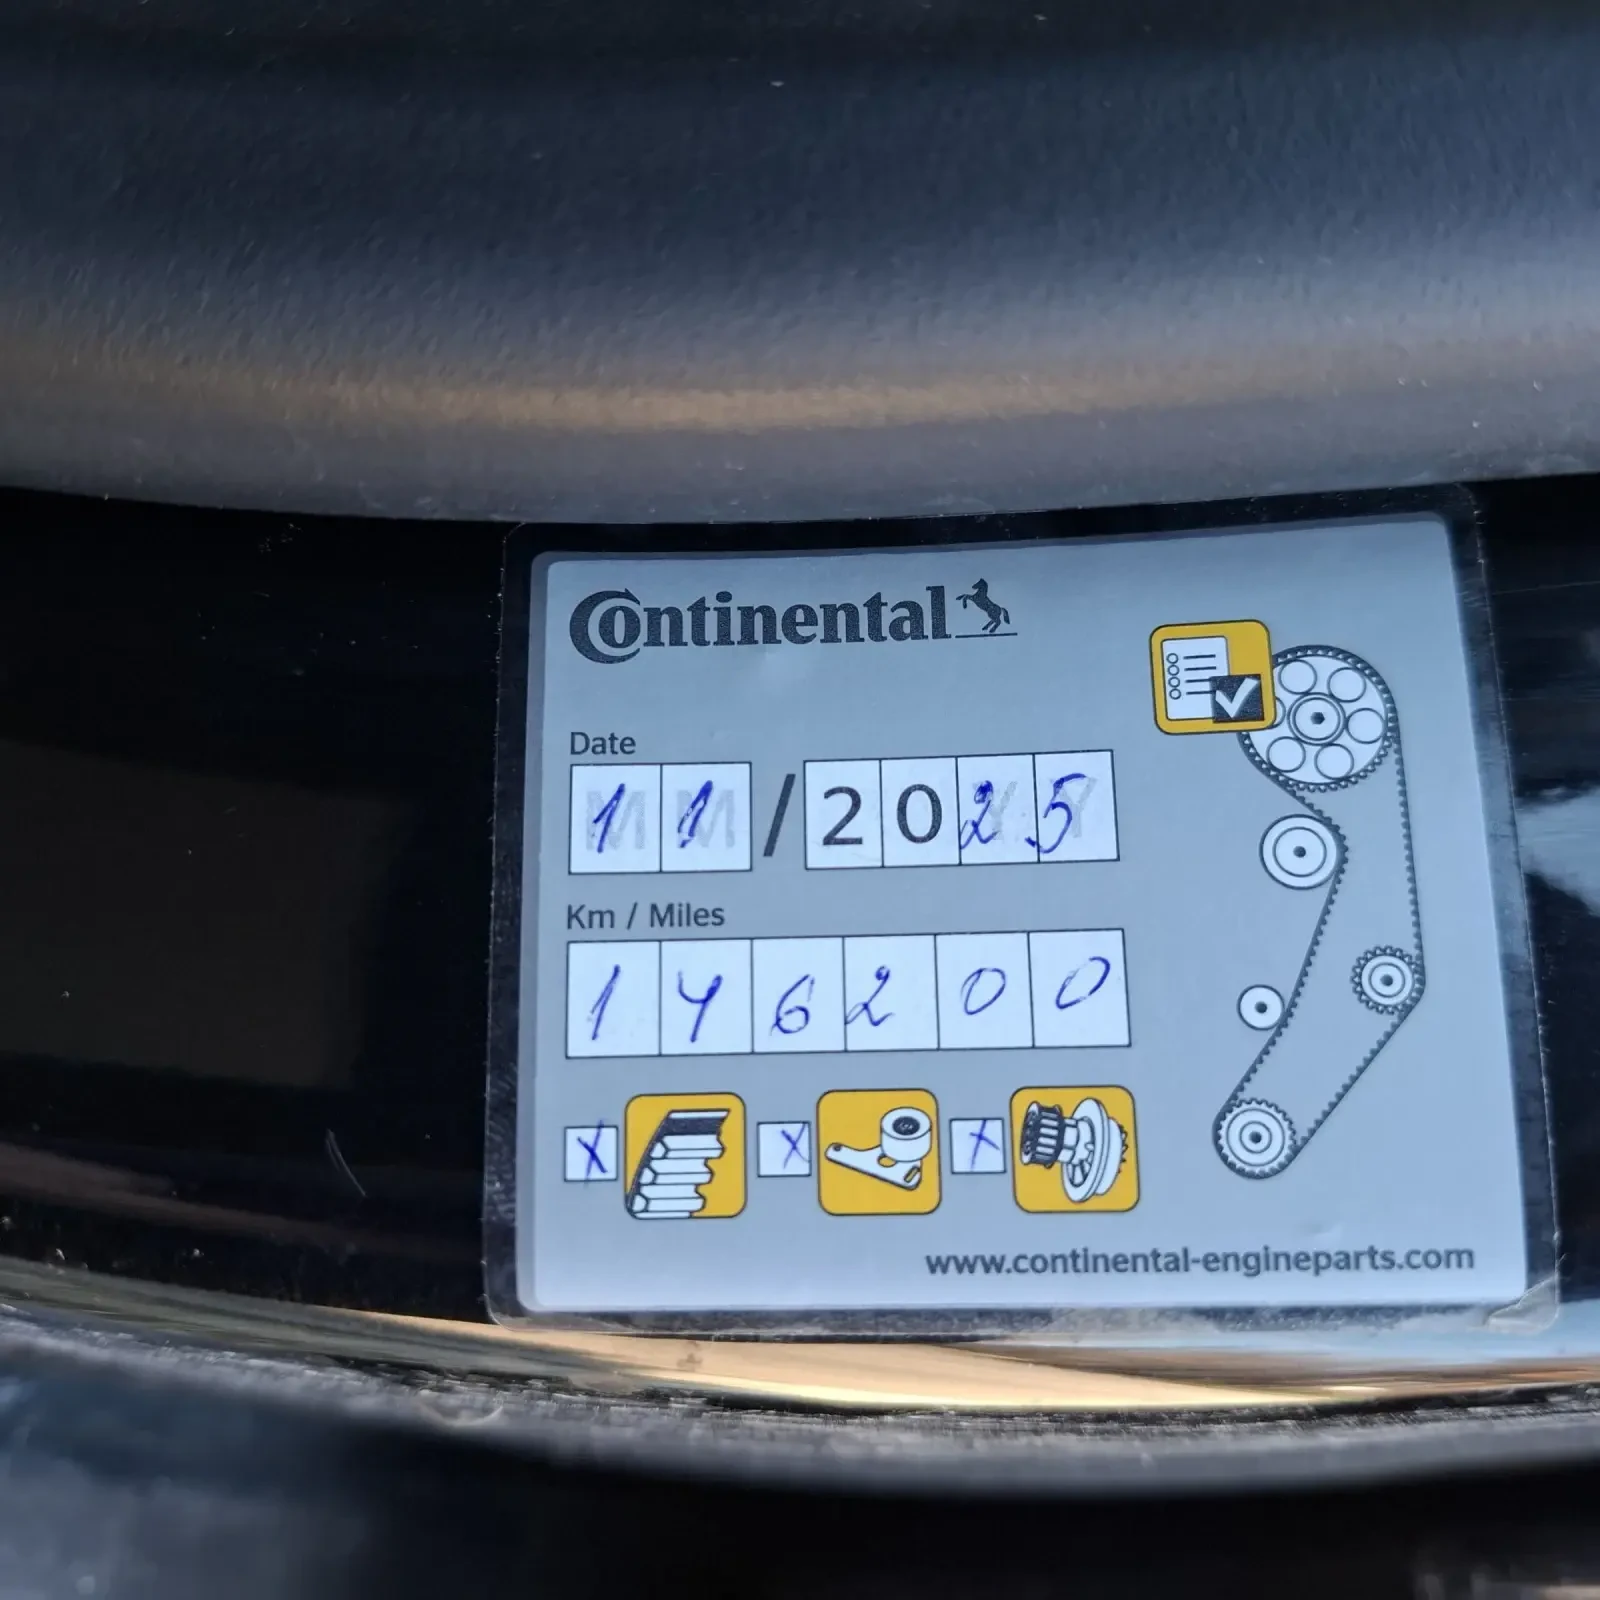 Continental
Date
11/2025
Km / Miles
146200
X X X
www.continental-engineparts.com